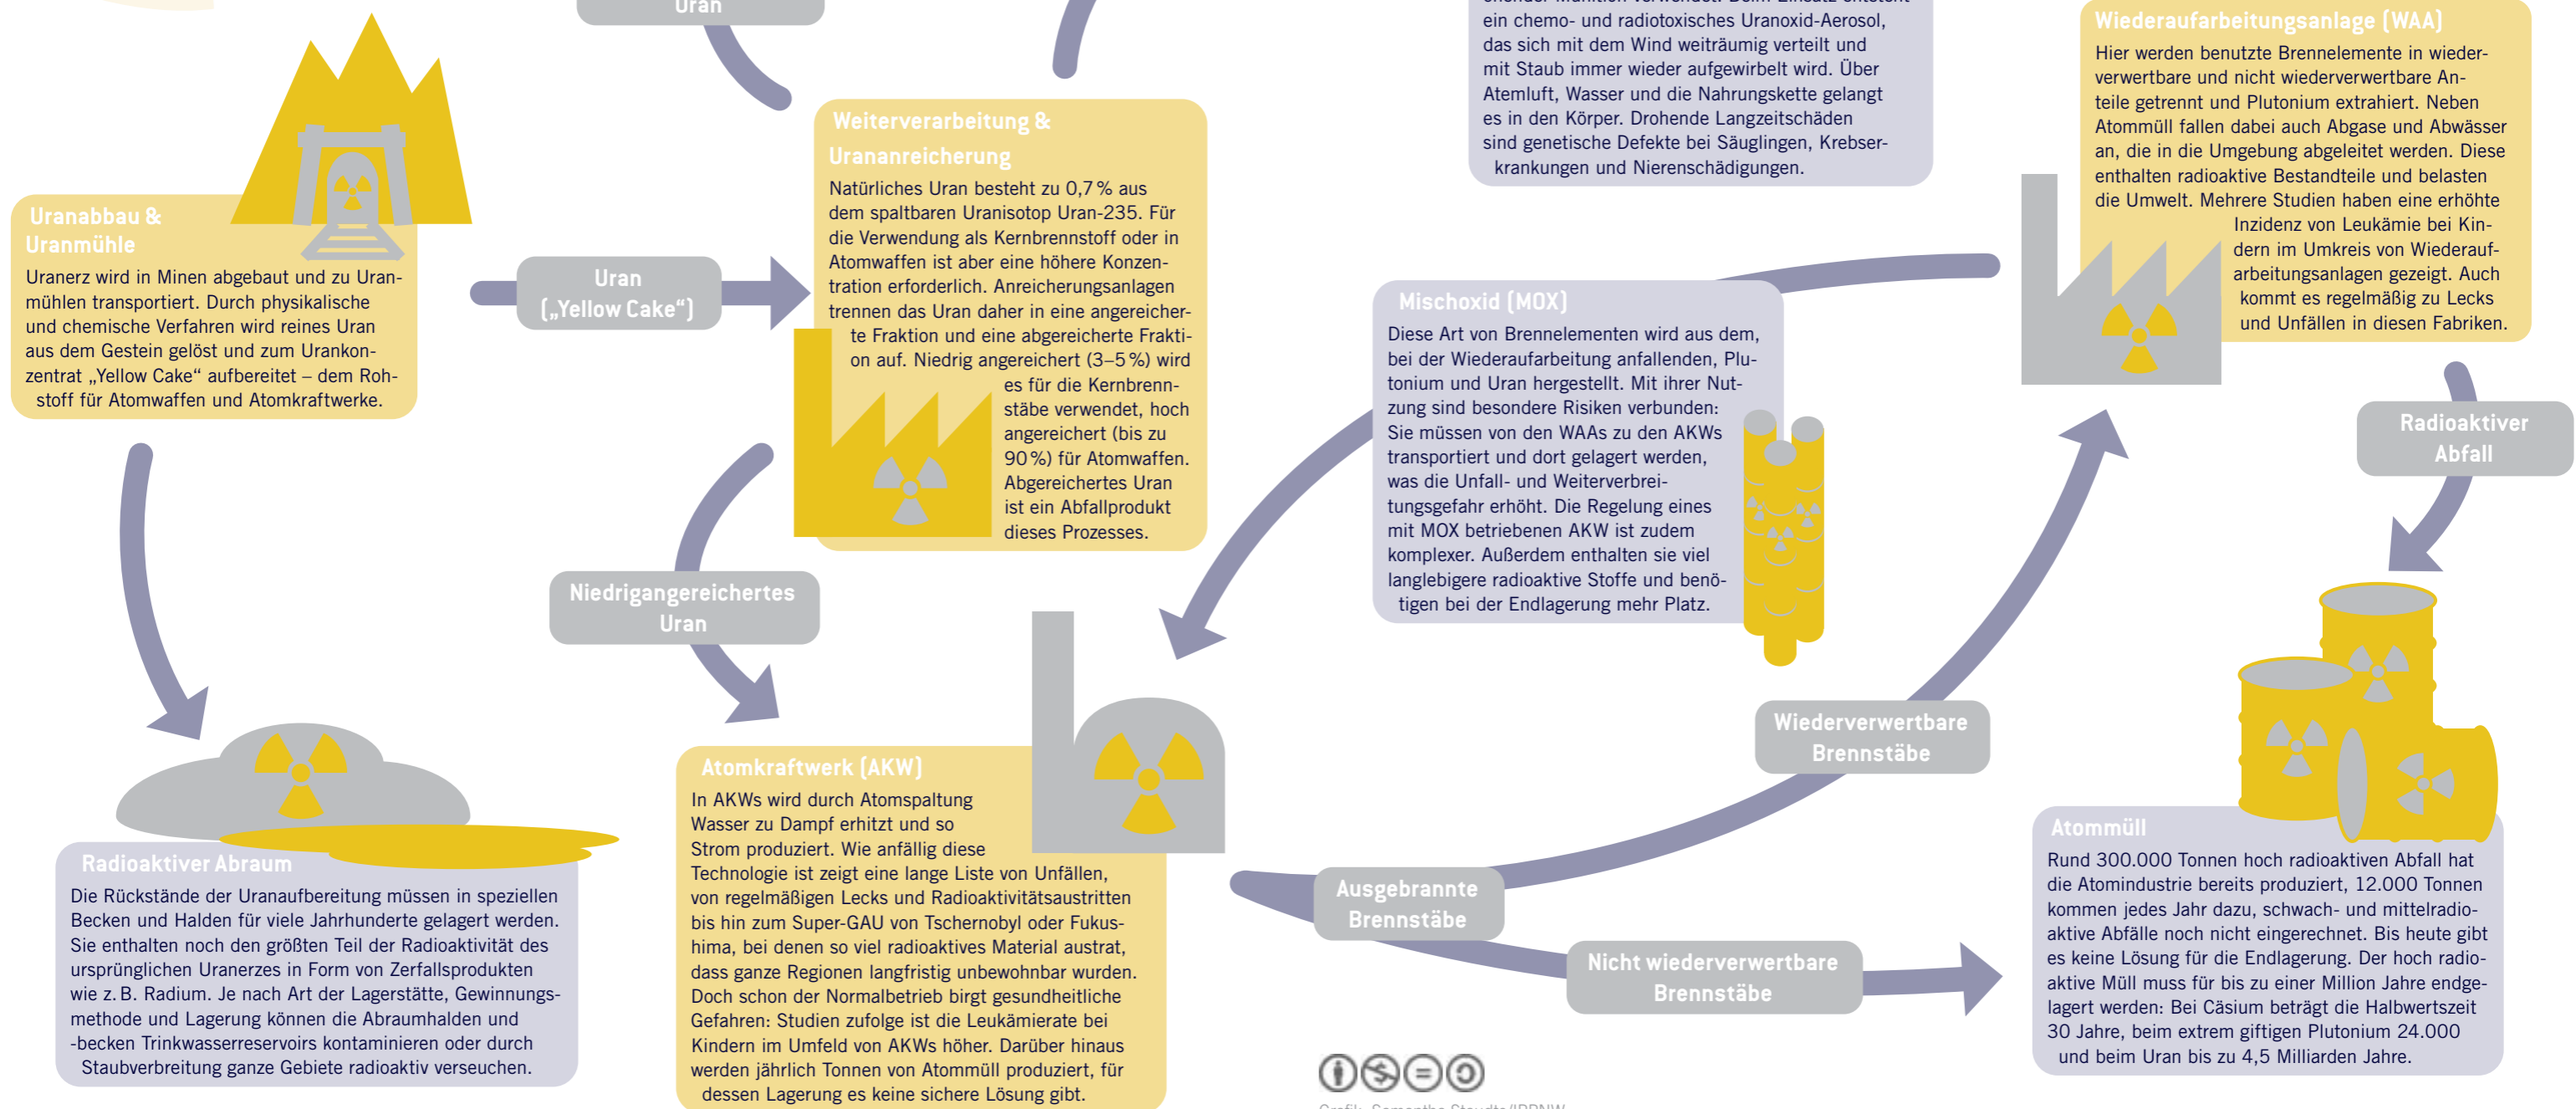 Uran
ein chemo- und radiotoxisches Uranoxid-Aerosol,
das sich mit dem Wind weiträumig verteilt und
mit Staub immer wieder aufgewirbelt wird. Über
Atemluft, Wasser und die Nahrungskette gelangt
es in den Körper. Drohende Langzeitschäden
sind genetische Defekte bei Säuglingen, Krebser-
krankungen und Nierenschädigungen.
Wiederaufarbeitungsanlage (WAA)
Hier werden benutzte Brennelemente in wieder-
verwertbare und nicht wiederverwertbare An-
teile getrennt und Plutonium extrahiert. Neben
Atommüll fallen dabei auch Abgase und Abwässer
an, die in die Umgebung abgeleitet werden. Diese
enthalten radioaktive Bestandteile und belasten
die Umwelt. Mehrere Studien haben eine erhöhte
Inzidenz von Leukämie bei Kin-
dern im Umkreis von Wiederauf-
arbeitungsanlagen gezeigt. Auch
kommt es regelmäßig zu Lecks
und Unfällen in diesen Fabriken.
Uranabbau &
Uranmühle
Uranerz wird in Minen abgebaut und zu Uran-
mühlen transportiert. Durch physikalische
und chemische Verfahren wird reines Uran
aus dem Gestein gelöst und zum Urankon-
zentrat „Yellow Cake“ aufbereitet – dem Roh-
stoff für Atomwaffen und Atomkraftwerke.
Uran
(„Yellow Cake“)
Weiterverarbeitung &
Urananreicherung
Natürliches Uran besteht zu 0,7 % aus
dem spaltbaren Uranisotop Uran-235. Für
die Verwendung als Kernbrennstoff oder in
Atomwaffen ist aber eine höhere Konzen-
tration erforderlich. Anreicherungsanlagen
trennen das Uran daher in eine angereicher-
te Fraktion und eine abgereicherte Frakti-
on auf. Niedrig angereichert (3–5 %) wird
es für die Kernbrenn-
stäbe verwendet, hoch
angereichert (bis zu
90 %) für Atomwaffen.
Abgereichertes Uran
ist ein Abfallprodukt
dieses Prozesses.
Mischoxid (MOX)
Diese Art von Brennelementen wird aus dem,
bei der Wiederaufarbeitung anfallenden, Plu-
tonium und Uran hergestellt. Mit ihrer Nut-
zung sind besondere Risiken verbunden:
Sie müssen von den WAAs zu den AKWs
transportiert und dort gelagert werden,
was die Unfall- und Weiterverbrei-
tungsgefahr erhöht. Die Regelung eines
mit MOX betriebenen AKW ist zudem
komplexer. Außerdem enthalten sie viel
langlebigere radioaktive Stoffe und benö-
tigen bei der Endlagerung mehr Platz.
Radioaktiver
Abfall
Niedrigangereichertes
Uran
Wiederverwertbare
Brennstäbe
Radioaktiver Abraum
Die Rückstände der Uranaufbereitung müssen in speziellen
Becken und Halden für viele Jahrhunderte gelagert werden.
Sie enthalten noch den größten Teil der Radioaktivität des
ursprünglichen Uranerzes in Form von Zerfallsprodukten
wie z. B. Radium. Je nach Art der Lagerstätte, Gewinnungs-
methode und Lagerung können die Abraumhalden und
-becken Trinkwasserreservoirs kontaminieren oder durch
Staubverbreitung ganze Gebiete radioaktiv verseuchen.
Atomkraftwerk (AKW)
In AKWs wird durch Atomspaltung
Wasser zu Dampf erhitzt und so
Strom produziert. Wie anfällig diese
Technologie ist zeigt eine lange Liste von Unfällen,
von regelmäßigen Lecks und Radioaktivitätsaustritten
bis hin zum Super-GAU von Tschernobyl oder Fukus-
hima, bei denen so viel radioaktives Material austrat,
dass ganze Regionen langfristig unbewohnbar wurden.
Doch schon der Normalbetrieb birgt gesundheitliche
Gefahren: Studien zufolge ist die Leukämierate bei
Kindern im Umfeld von AKWs höher. Darüber hinaus
werden jährlich Tonnen von Atommüll produziert, für
dessen Lagerung es keine sichere Lösung gibt.
Ausgebrannte
Brennstäbe
Nicht wiederverwertbare
Brennstäbe
Atommüll
Rund 300.000 Tonnen hoch radioaktiven Abfall hat
die Atomindustrie bereits produziert, 12.000 Tonnen
kommen jedes Jahr dazu, schwach- und mittelradio-
aktive Abfälle noch nicht eingerechnet. Bis heute gibt
es keine Lösung für die Endlagerung. Der hoch radio-
aktive Müll muss für bis zu einer Million Jahre endge-
lagert werden: Bei Cäsium beträgt die Halbwertszeit
30 Jahre, beim extrem giftigen Plutonium 24.000
und beim Uran bis zu 4,5 Milliarden Jahre.